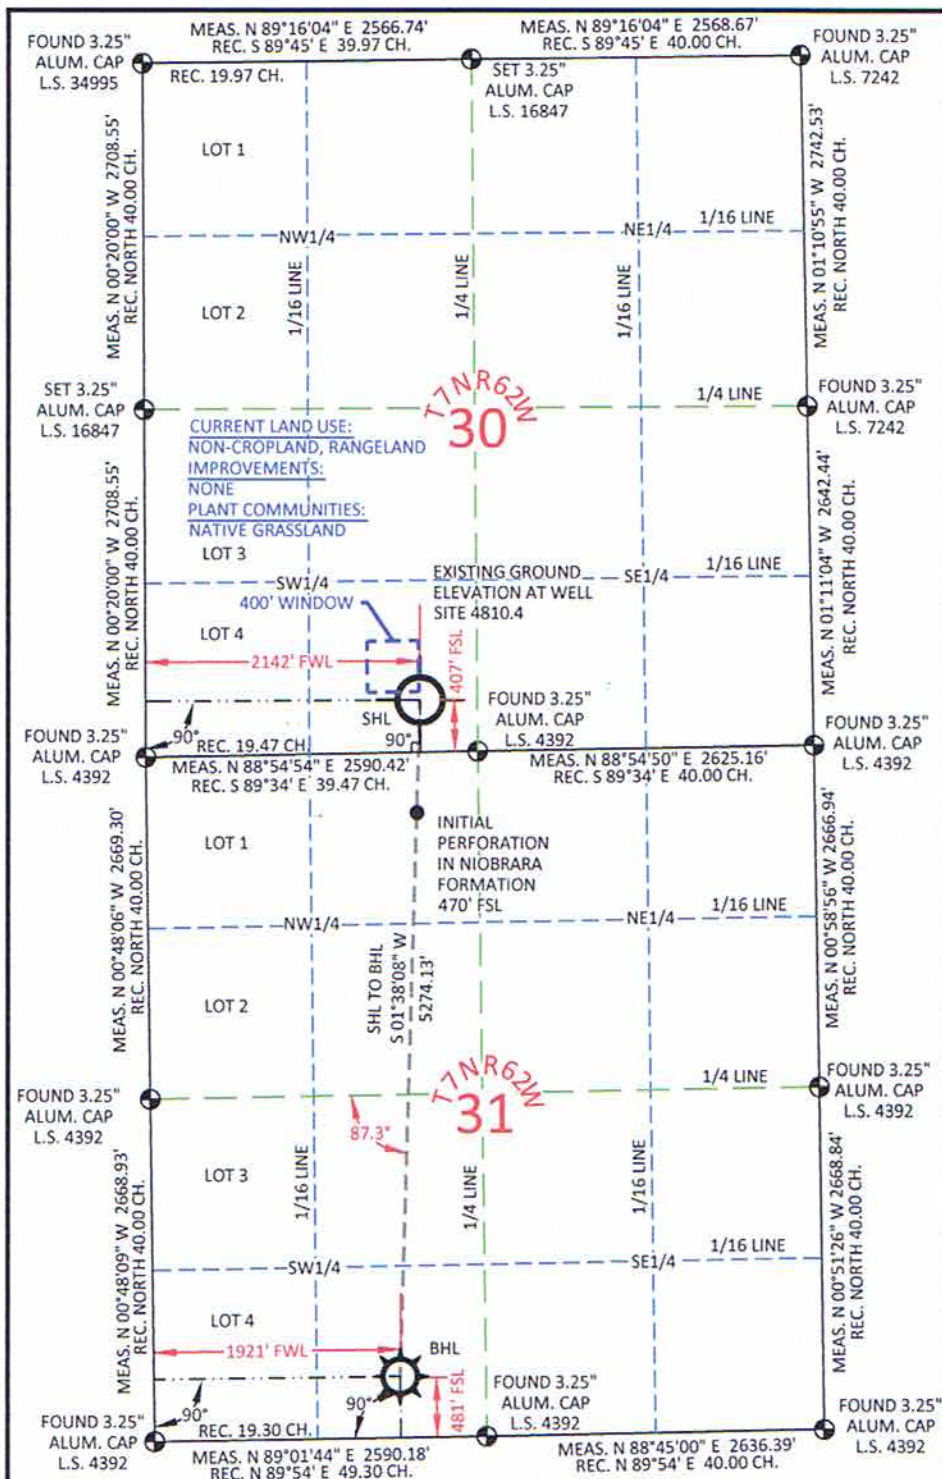 MEAS. N 89°16'04" E 2566.74'
REC. S 89°45' E 39.97 CH.
MEAS. N 89°16'04" E 2568.67'
REC. S 89°45' E 40.00 CH.
FOUND 3.25"
ALUM. CAP
L.S. 34995
REC. 19.97 CH.
SET 3.25"
ALUM. CAP
L.S. 16847
FOUND 3.25"
ALUM. CAP
L.S. 7242
MEAS. N 00°20'00" W 2708.55'
REC. NORTH 40.00 CH.
LOT 1
NW1/4
NE1/4
1/16 LINE
LOT 2
1/16 LINE
1/4 LINE
1/16 LINE
MEAS. N 01°10'55" W 2742.53'
REC. NORTH 40.00 CH.
SET 3.25"
ALUM. CAP
L.S. 16847
T7NR62W
30
1/4 LINE
FOUND 3.25"
ALUM. CAP
L.S. 7242
CURRENT LAND USE:
NON-CROPLAND, RANGELAND
IMPROVEMENTS:
NONE
PLANT COMMUNITIES:
NATIVE GRASSLAND
MEAS. N 00°20'00" W 2708.55'
REC. NORTH 40.00 CH.
LOT 3
SW1/4
SE1/4
1/16 LINE
EXISTING GROUND
ELEVATION AT WELL
SITE 4810.4
MEAS. N 01°11'04" W 2642.44'
REC. NORTH 40.00 CH.
400' WINDOW
LOT 4
2142' FWL
407' FSL
SHL
90°
90°
FOUND 3.25"
ALUM. CAP
L.S. 4392
FOUND 3.25"
ALUM. CAP
L.S. 4392
FOUND 3.25"
ALUM. CAP
L.S. 4392
REC. 19.47 CH.
MEAS. N 88°54'54" E 2590.42'
REC. S 89°34' E 39.47 CH.
MEAS. N 88°54'50" E 2625.16'
REC. S 89°34' E 40.00 CH.
MEAS. N 00°48'06" W 2669.30'
REC. NORTH 40.00 CH.
LOT 1
INITIAL
PERFORATION
IN NIOBRARA
FORMATION
470' FSL
NW1/4
NE1/4
1/16 LINE
MEAS. N 00°58'56" W 2666.94'
REC. NORTH 40.00 CH.
LOT 2
SHL TO BHL
S 01°38'08" W
5274.13'
FOUND 3.25"
ALUM. CAP
L.S. 4392
T7NR62W
31
1/4 LINE
FOUND 3.25"
ALUM. CAP
L.S. 4392
87.3°
LOT 3
1/16 LINE
1/4 LINE
1/16 LINE
MEAS. N 00°48'09" W 2668.93'
REC. NORTH 40.00 CH.
SW1/4
SE1/4
1/16 LINE
MEAS. N 00°51'26" W 2668.84'
REC. NORTH 40.00 CH.
LOT 4
1921' FWL
BHL
481' FSL
90°
90°
FOUND 3.25"
ALUM. CAP
L.S. 4392
FOUND 3.25"
ALUM. CAP
L.S. 4392
FOUND 3.25"
ALUM. CAP
L.S. 4392
REC. 19.30 CH.
MEAS. N 89°01'44" E 2590.18'
REC. N 89°54' E 49.30 CH.
MEAS. N 88°45'00" E 2636.39'
REC. N 89°54' E 40.00 CH.